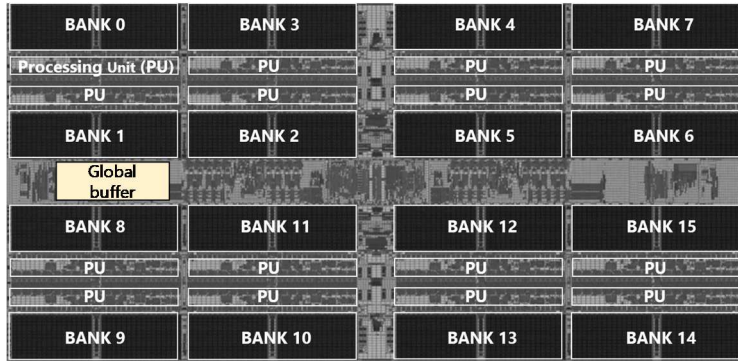 BANK 0 BANK 3 BANK 4 BANK 7
Processing Unit (PU) PU PU PU
PU PU PU PU
BANK 1 BANK 2 BANK 5 BANK 6
Global
buffer
BANK 8 BANK 11 BANK 12 BANK 15
PU PU PU PU
PU PU PU PU
BANK 9 BANK 10 BANK 13 BANK 14